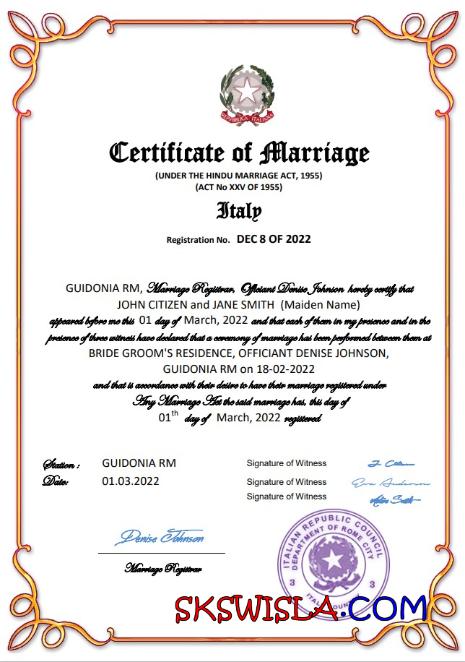 REPVBBLICA ITALIANA
Certificate of Marriage
(UNDER THE HINDU MARRIAGE ACT, 1955)
(ACT No XXV OF 1955)
Italy
Registration No. DEC 8 OF 2022
GUIDONIA RM, Marriage Registrar, Officiant Denise Johnson hereby certify that
JOHN CITIZEN and JANE SMITH (Maiden Name)
appeared before me this 01 day of March, 2022 and that each of them in my presence and in the
presence of three witness have declared that a ceremony of marriage has been performed between them at
BRIDE GROOM'S RESIDENCE, OFFICIANT DENISE JOHNSON,
GUIDONIA RM on 18-02-2022
and that is accordance with their desire to have their marriage registered under
Any Marriage Act the said marriage has, this day of
01th day of March, 2022 registered
Station : GUIDONIA RM
Date: 01.03.2022
Signature of Witness J. Citizen
Signature of Witness Eva Anderson
Signature of Witness
Denise Johnson
Marriage Registrar
ITALIAN REPUBLIC COUNCIL
DEPARTMENT OF ROME CITY
3 3
SKSWISLA.COM